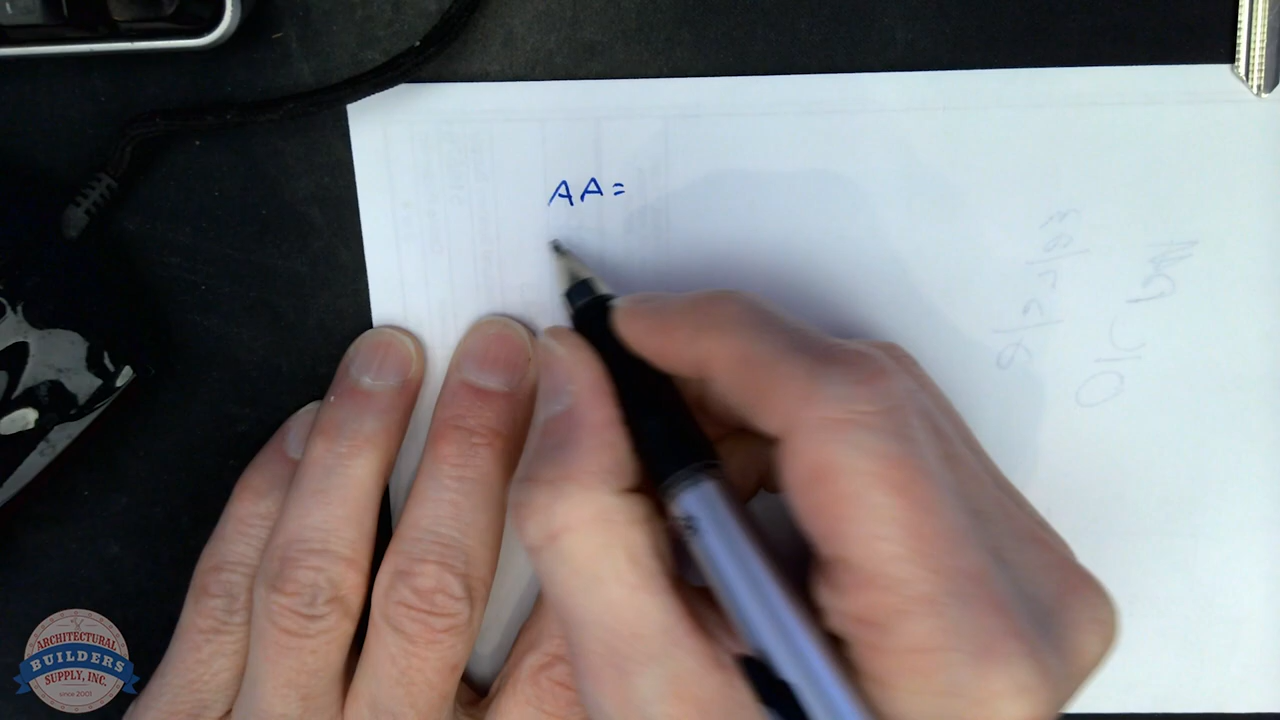 AA=
ARCHITECTURAL
BUILDERS
SUPPLY, INC.
since 2001